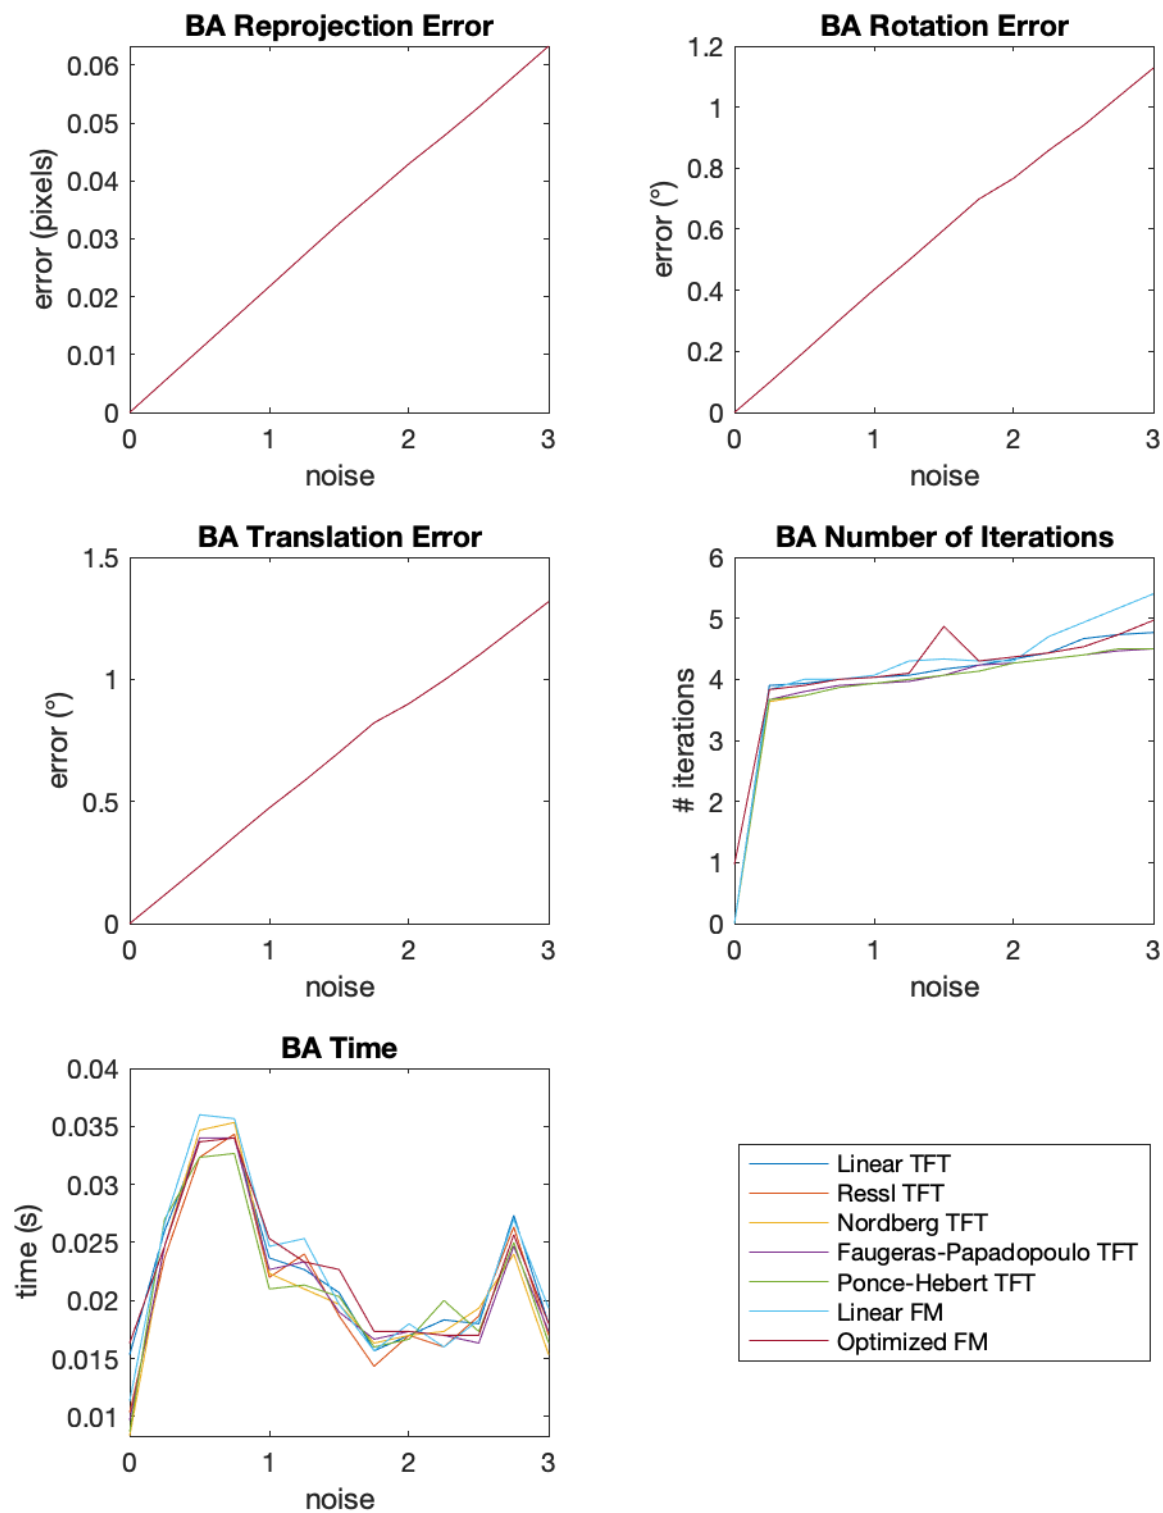 BA Reprojection Error
error (pixels)
0.06
0.05
0.04
0.03
0.02
0.01
0
0 1 2 3
noise
BA Rotation Error
error (°)
1.2
1
0.8
0.6
0.4
0.2
0
0 1 2 3
noise
BA Translation Error
error (°)
1.5
1
0.5
0
0 1 2 3
noise
BA Number of Iterations
# iterations
6
5
4
3
2
1
0
0 1 2 3
noise
BA Time
time (s)
0.04
0.035
0.03
0.025
0.02
0.015
0.01
0 1 2 3
noise
Linear TFT
Ressl TFT
Nordberg TFT
Faugeras-Papadopoulo TFT
Ponce-Hebert TFT
Linear FM
Optimized FM